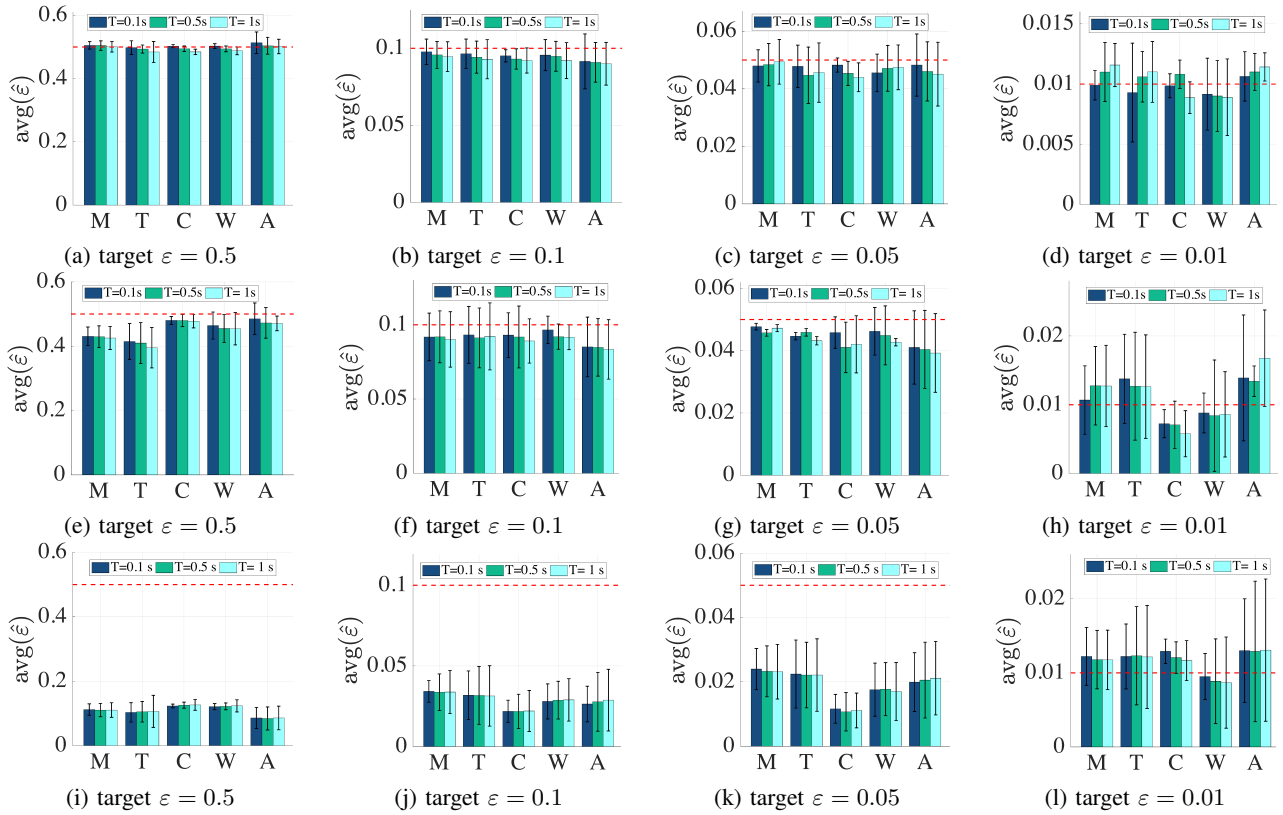 T=0.1s T=0.5s T= 1s
0.6
0.4
0.2
0
avg(ε̂)
M T C W A
(a) target ε = 0.5
T=0.1s T=0.5s T= 1s
0.1
0.05
0
avg(ε̂)
M T C W A
(b) target ε = 0.1
T=0.1s T=0.5s T= 1s
0.06
0.04
0.02
0
avg(ε̂)
M T C W A
(c) target ε = 0.05
T=0.1s T=0.5s T= 1s
0.015
0.01
0.005
0
avg(ε̂)
M T C W A
(d) target ε = 0.01
T=0.1s T=0.5s T= 1s
0.6
0.4
0.2
0
avg(ε̂)
M T C W A
(e) target ε = 0.5
T=0.1s T=0.5s T= 1s
0.1
0.05
0
avg(ε̂)
M T C W A
(f) target ε = 0.1
T=0.1s T=0.5s T= 1s
0.06
0.04
0.02
0
avg(ε̂)
M T C W A
(g) target ε = 0.05
T=0.1s T=0.5s T= 1s
0.02
0.01
0
avg(ε̂)
M T C W A
(h) target ε = 0.01
T=0.1 s T=0.5 s T= 1 s
0.6
0.4
0.2
0
avg(ε̂)
M T C W A
(i) target ε = 0.5
T=0.1 s T=0.5 s T= 1 s
0.1
0.05
0
avg(ε̂)
M T C W A
(j) target ε = 0.1
T=0.1 s T=0.5 s T= 1 s
0.06
0.04
0.02
0
avg(ε̂)
M T C W A
(k) target ε = 0.05
T=0.1 s T=0.5 s T= 1 s
0.02
0.01
0
avg(ε̂)
M T C W A
(l) target ε = 0.01